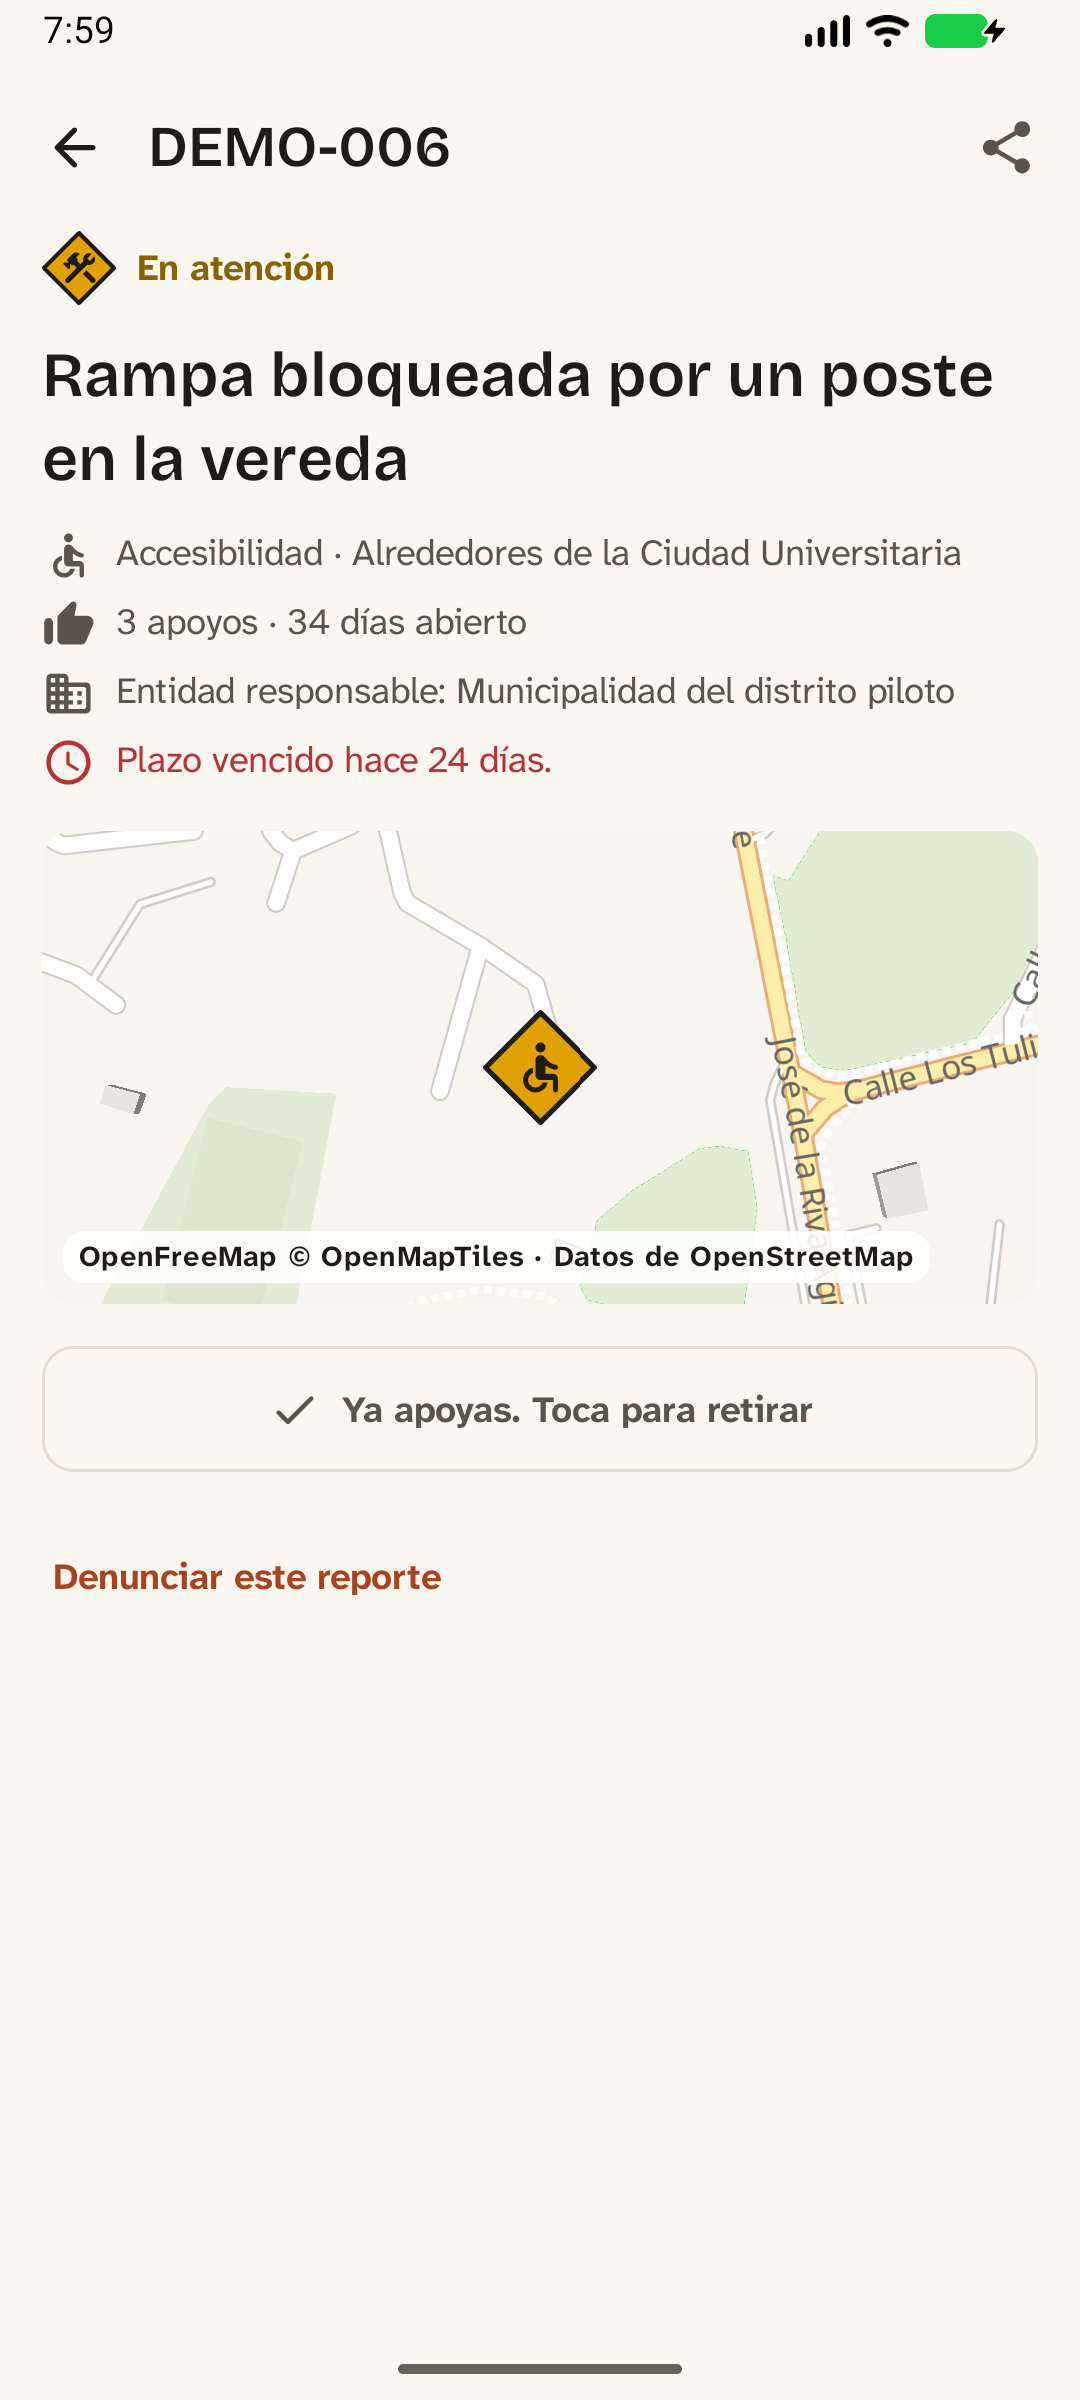 7:59
DEMO-006
En atención
Rampa bloqueada por un poste
en la vereda
Accesibilidad · Alrededores de la Ciudad Universitaria
3 apoyos · 34 días abierto
Entidad responsable: Municipalidad del distrito piloto
Plazo vencido hace 24 días.
e
Call
José de la Riva Agü
Calle Los Tuli
OpenFreeMap © OpenMapTiles · Datos de OpenStreetMap
Ya apoyas. Toca para retirar
Denunciar este reporte